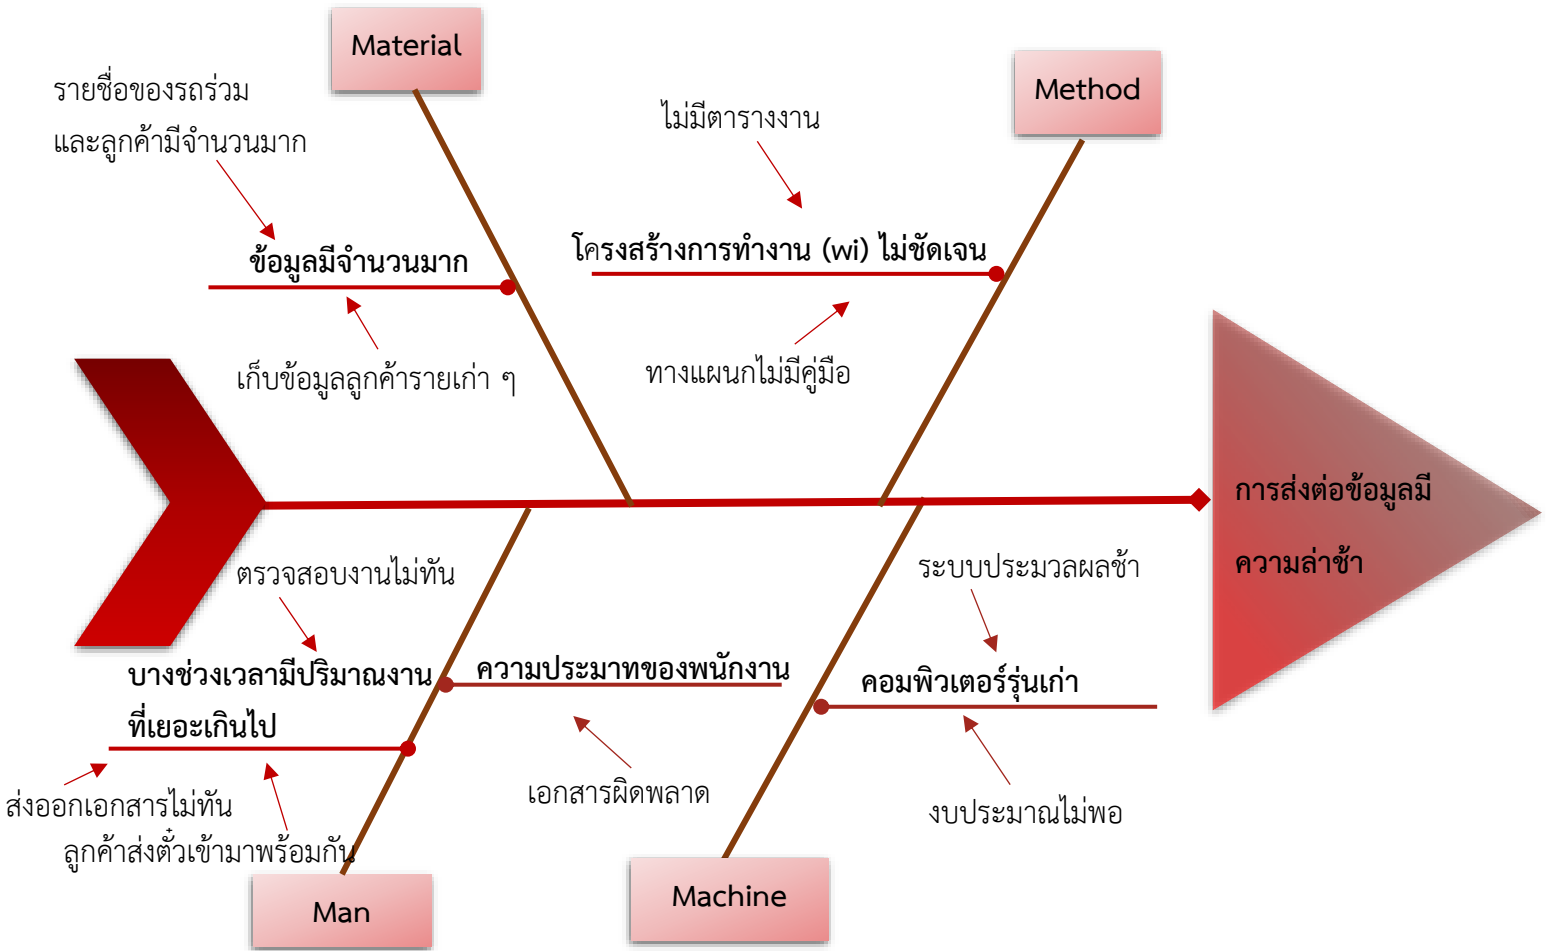 Material
Method
รายชื่อของรถร่วม
และลูกค้ามีจำนวนมาก
ไม่มีตารางงาน
ข้อมูลมีจำนวนมาก
โครงสร้างการทำงาน (wi) ไม่ชัดเจน
เก็บข้อมูลลูกค้ารายเก่า ๆ
ทางแผนกไม่มีคู่มือ
การส่งต่อข้อมูลมี
ความล่าช้า
ตรวจสอบงานไม่ทัน
ระบบประมวลผลช้า
บางช่วงเวลามีปริมาณงาน
ที่เยอะเกินไป
ความประมาทของพนักงาน
คอมพิวเตอร์รุ่นเก่า
ส่งออกเอกสารไม่ทัน
ลูกค้าส่งตั๋วเข้ามาพร้อมกัน
เอกสารผิดพลาด
งบประมาณไม่พอ
Man
Machine